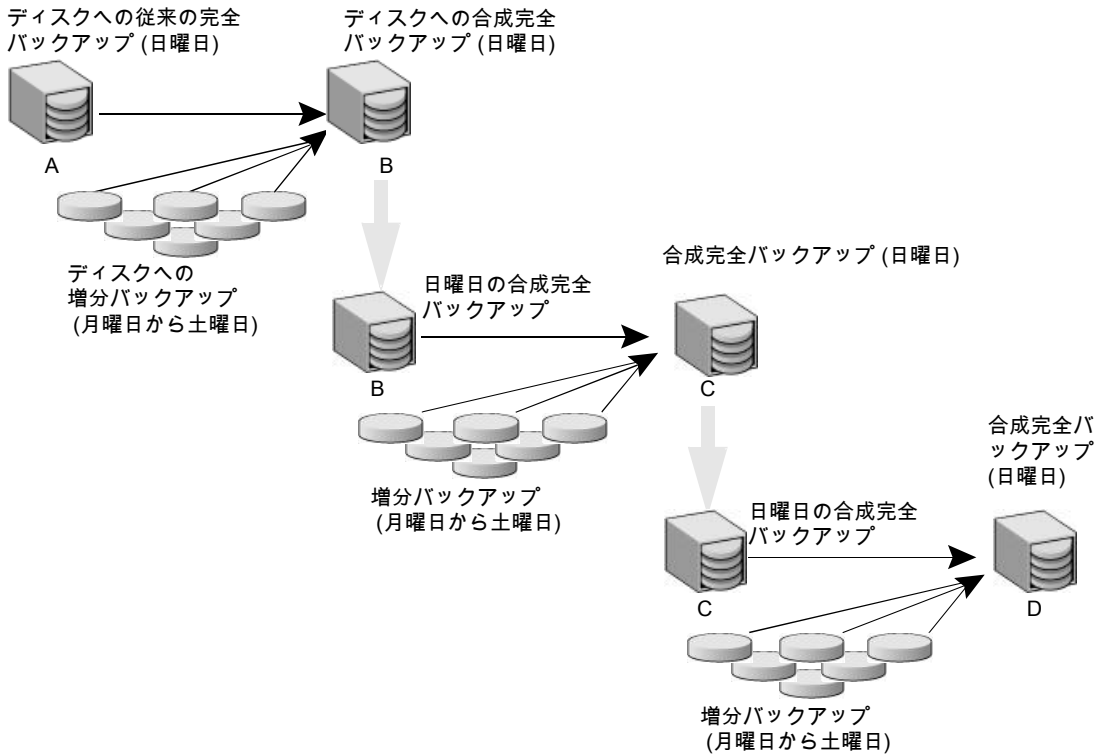 ディスクへの従来の完全
バックアップ (日曜日)
ディスクへの合成完全
バックアップ (日曜日)
A
B
ディスクへの
増分バックアップ
(月曜日から土曜日)
合成完全バックアップ (日曜日)
日曜日の合成完全
バックアップ
B
C
増分バックアップ
(月曜日から土曜日)
合成完全バ
ックアップ
(日曜日)
日曜日の合成完全
バックアップ
C
D
増分バックアップ
(月曜日から土曜日)